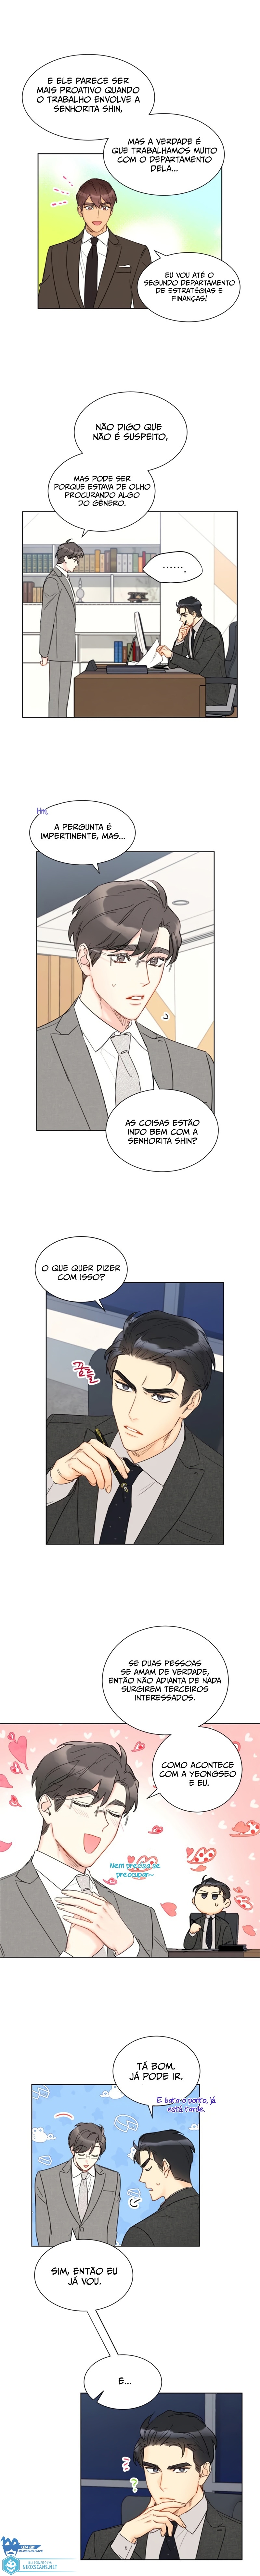 E ELE PARECE SER
MAIS PROATIVO QUANDO
O TRABALHO ENVOLVE A
SENHORITA SHIN,
MAS A VERDADE É
QUE TRABALHAMOS MUITO
COM O DEPARTAMENTO
DELA...
EU VOU ATÉ O
SEGUNDO DEPARTAMENTO
DE ESTRATÉGIAS E
FINANÇAS!
NÃO DIGO QUE
NÃO É SUSPEITO,
MAS PODE SER
PORQUE ESTAVA DE OLHO
PROCURANDO ALGO
DO GÊNERO.
.......
Hm,
A PERGUNTA É
IMPERTINENTE, MAS...
AS COISAS ESTÃO
INDO BEM COM A
SENHORITA SHIN?
O QUE QUER DIZER
COM ISSO?
SE DUAS PESSOAS
SE AMAM DE VERDADE,
ENTÃO NÃO ADIANTA DE NADA
SURGIREM TERCEIROS
INTERESSADOS.
COMO ACONTECE
COM A YEONGSEO
E EU.
Nem precisa se
preocupar~
TÁ BOM.
JÁ PODE IR.
E bata o ponto, já
está tarde.
SIM, ENTÃO EU
JÁ VOU.
E...
?
?
NEOXSCANS.NET